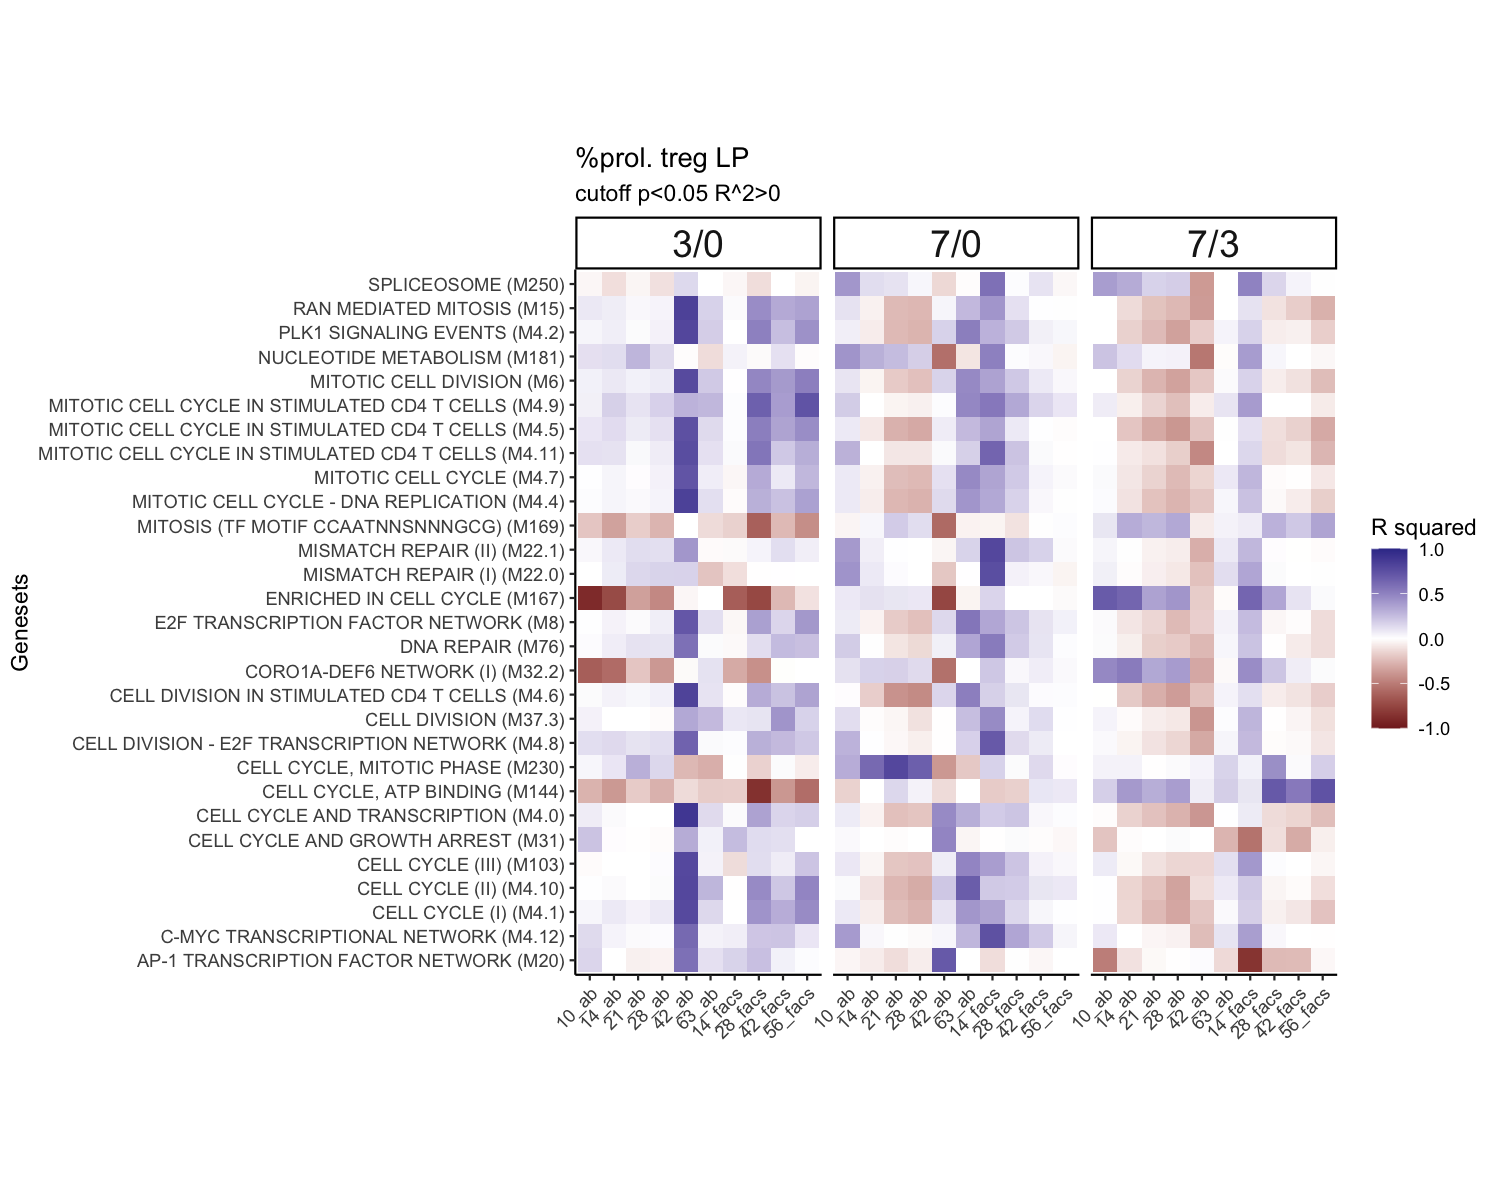 %prol. treg LP
cutoff p<0.05 R^2>0
3/0
7/0
7/3
Genesets
SPLICEOSOME (M250)
RAN MEDIATED MITOSIS (M15)
PLK1 SIGNALING EVENTS (M4.2)
NUCLEOTIDE METABOLISM (M181)
MITOTIC CELL DIVISION (M6)
MITOTIC CELL CYCLE IN STIMULATED CD4 T CELLS (M4.9)
MITOTIC CELL CYCLE IN STIMULATED CD4 T CELLS (M4.5)
MITOTIC CELL CYCLE IN STIMULATED CD4 T CELLS (M4.11)
MITOTIC CELL CYCLE (M4.7)
MITOTIC CELL CYCLE - DNA REPLICATION (M4.4)
MITOSIS (TF MOTIF CCAATNNSNNNGCG) (M169)
MISMATCH REPAIR (II) (M22.1)
MISMATCH REPAIR (I) (M22.0)
ENRICHED IN CELL CYCLE (M167)
E2F TRANSCRIPTION FACTOR NETWORK (M8)
DNA REPAIR (M76)
CORO1A-DEF6 NETWORK (I) (M32.2)
CELL DIVISION IN STIMULATED CD4 T CELLS (M4.6)
CELL DIVISION (M37.3)
CELL DIVISION - E2F TRANSCRIPTION NETWORK (M4.8)
CELL CYCLE, MITOTIC PHASE (M230)
CELL CYCLE, ATP BINDING (M144)
CELL CYCLE AND TRANSCRIPTION (M4.0)
CELL CYCLE AND GROWTH ARREST (M31)
CELL CYCLE (III) (M103)
CELL CYCLE (II) (M4.10)
CELL CYCLE (I) (M4.1)
C-MYC TRANSCRIPTIONAL NETWORK (M4.12)
AP-1 TRANSCRIPTION FACTOR NETWORK (M20)
10_ab
14_ab
21_ab
28_ab
42_ab
63_ab
14_facs
28_facs
42_facs
56_facs
10_ab
14_ab
21_ab
28_ab
42_ab
63_ab
14_facs
28_facs
42_facs
56_facs
10_ab
14_ab
21_ab
28_ab
42_ab
63_ab
14_facs
28_facs
42_facs
56_facs
R squared
1.0
0.5
0.0
-0.5
-1.0